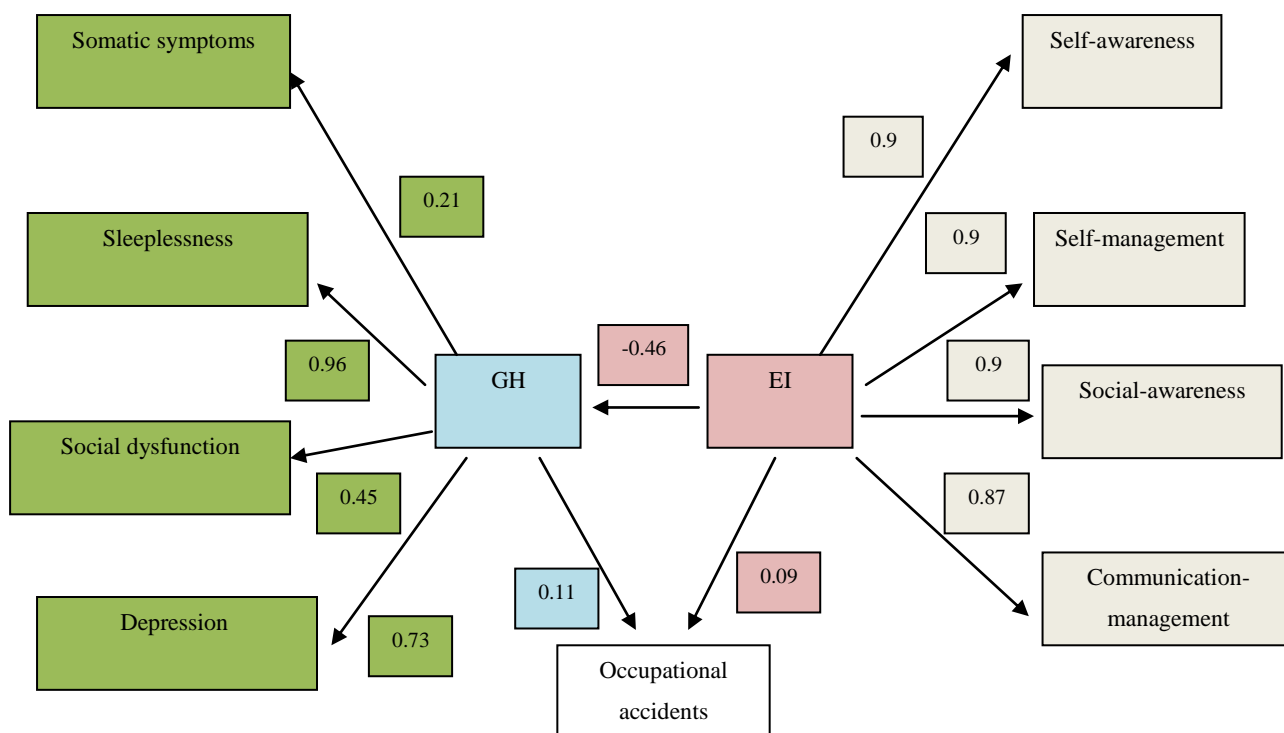 Somatic symptoms
Self-awareness
0.9
0.21
Sleeplessness
0.9
Self-management
-0.46
0.96
GH
EI
0.9
Social-awareness
Social dysfunction
0.45
0.87
0.11
0.09
Communication-
management
Depression
0.73
Occupational
accidents